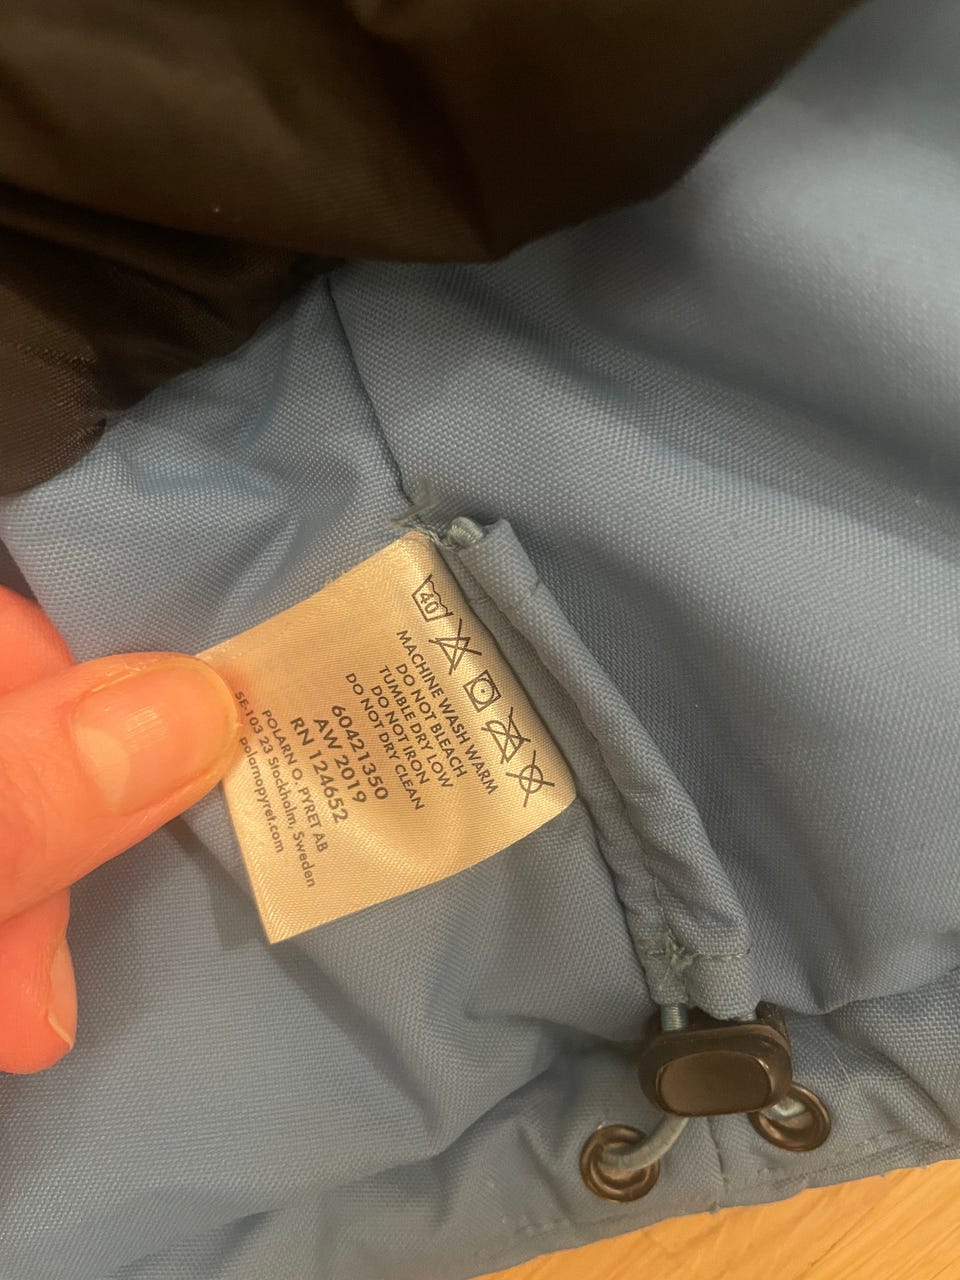 40
MACHINE WASH WARM
DO NOT BLEACH
TUMBLE DRY LOW
DO NOT IRON
DO NOT DRY CLEAN
60421350
AW 2019
RN 124652
POLARN O. PYRET AB
SE-103 23 Stockholm, Sweden
polarnopyret.com